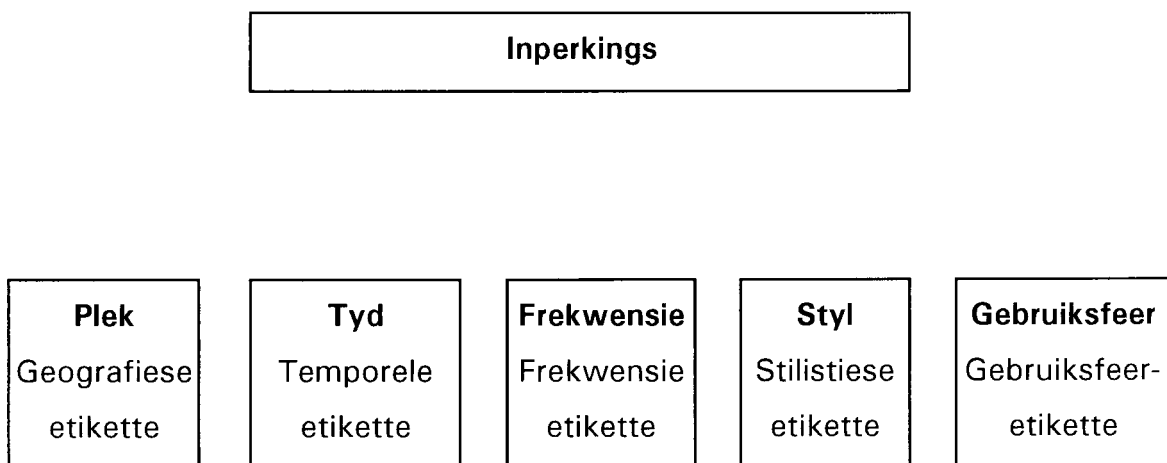 Inperkings
Plek
Geografiese
etikette
Tyd
Temporele
etikette
Frekwensie
Frekwensie
etikette
Styl
Stilistiese
etikette
Gebruiksfeer
Gebruiksfeer-
etikette